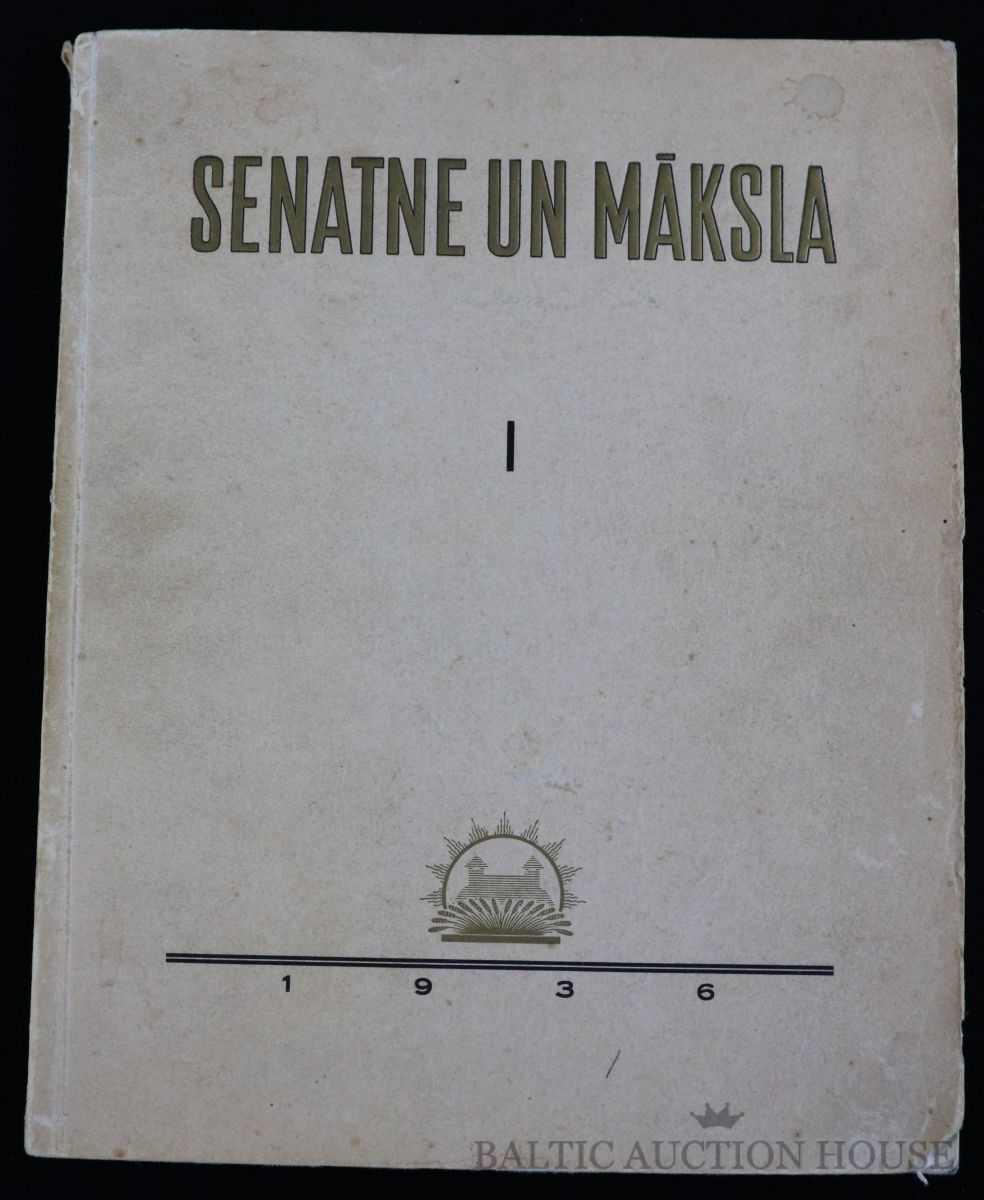 SENATNE UN MĀKSLA
I
1 9 3 6
BALTIC AUCTION HOUSE